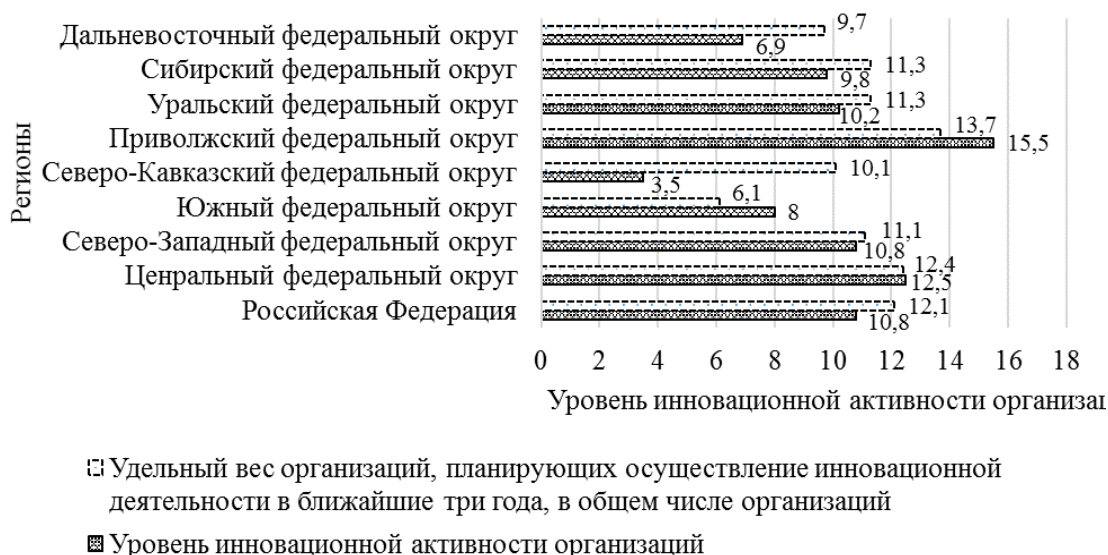 Регионы
Дальневосточный федеральный округ
9,7
6,9
Сибирский федеральный округ
11,3
9,8
Уральский федеральный округ
11,3
10,2
Приволжский федеральный округ
13,7
15,5
Северо-Кавказский федеральный округ
10,1
3,5
Южный федеральный округ
6,1
8
Северо-Западный федеральный округ
11,1
10,8
Ценральный федеральный округ
12,4
12,5
Российская Федерация
12,1
10,8
0 2 4 6 8 10 12 14 16 18
Уровень инновационной активности организац
Удельный вес организаций, планирующих осуществление инновационной
деятельности в ближайшие три года, в общем числе организаций
Уровень инновационной активности организаций